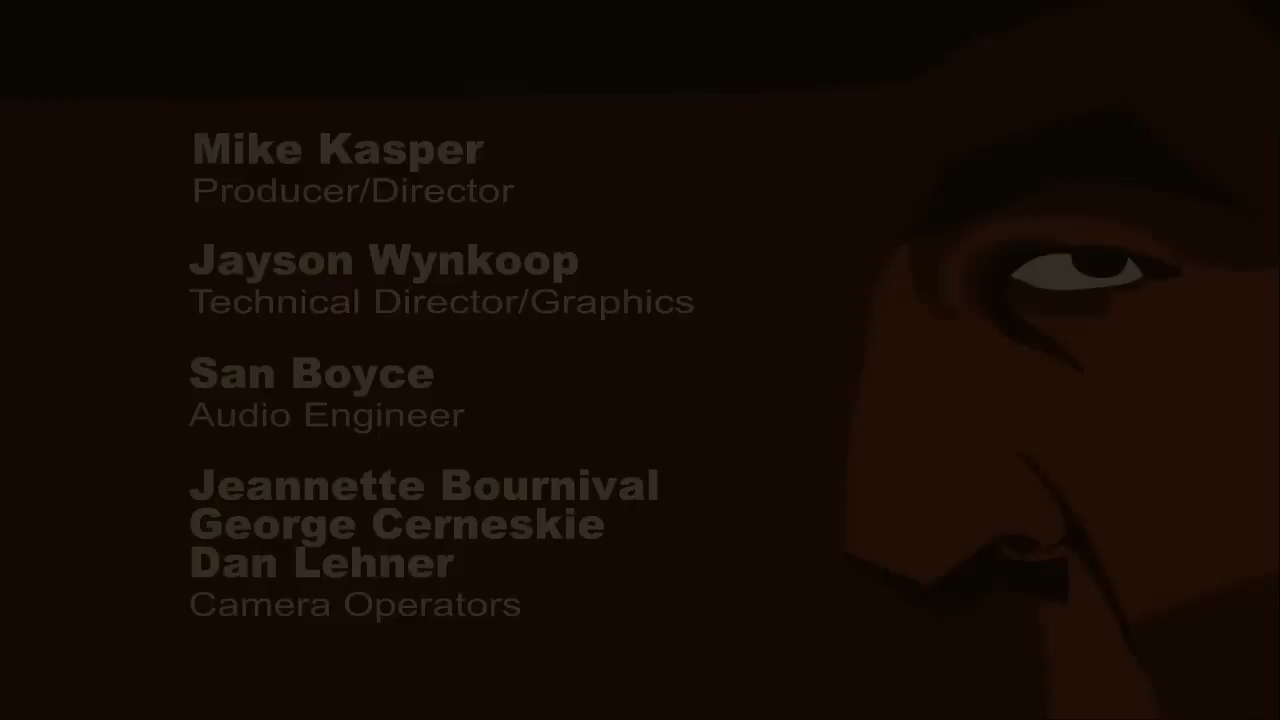 Mike Kasper
Producer/Director
Jayson Wynkoop
Technical Director/Graphics
San Boyce
Audio Engineer
Jeannette Bournival
George Cerneskie
Dan Lehner
Camera Operators